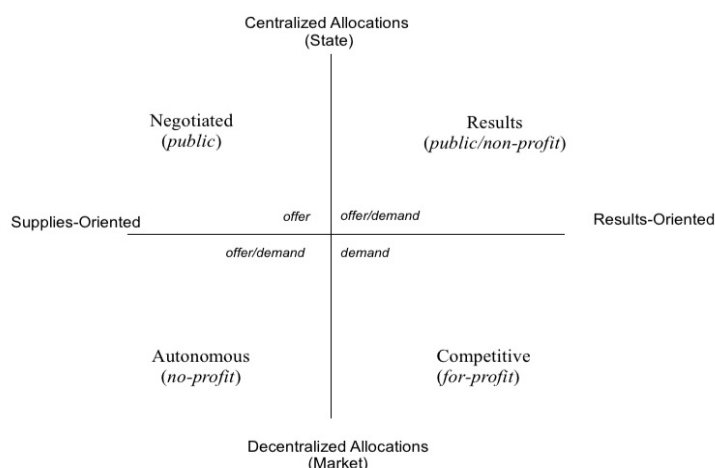 Centralized Allocations
(State)
Negotiated
(public)
Results
(public/non-profit)
Supplies-Oriented
offer
offer/demand
Results-Oriented
offer/demand
demand
Autonomous
(no-profit)
Competitive
(for-profit)
Decentralized Allocations
(Market)